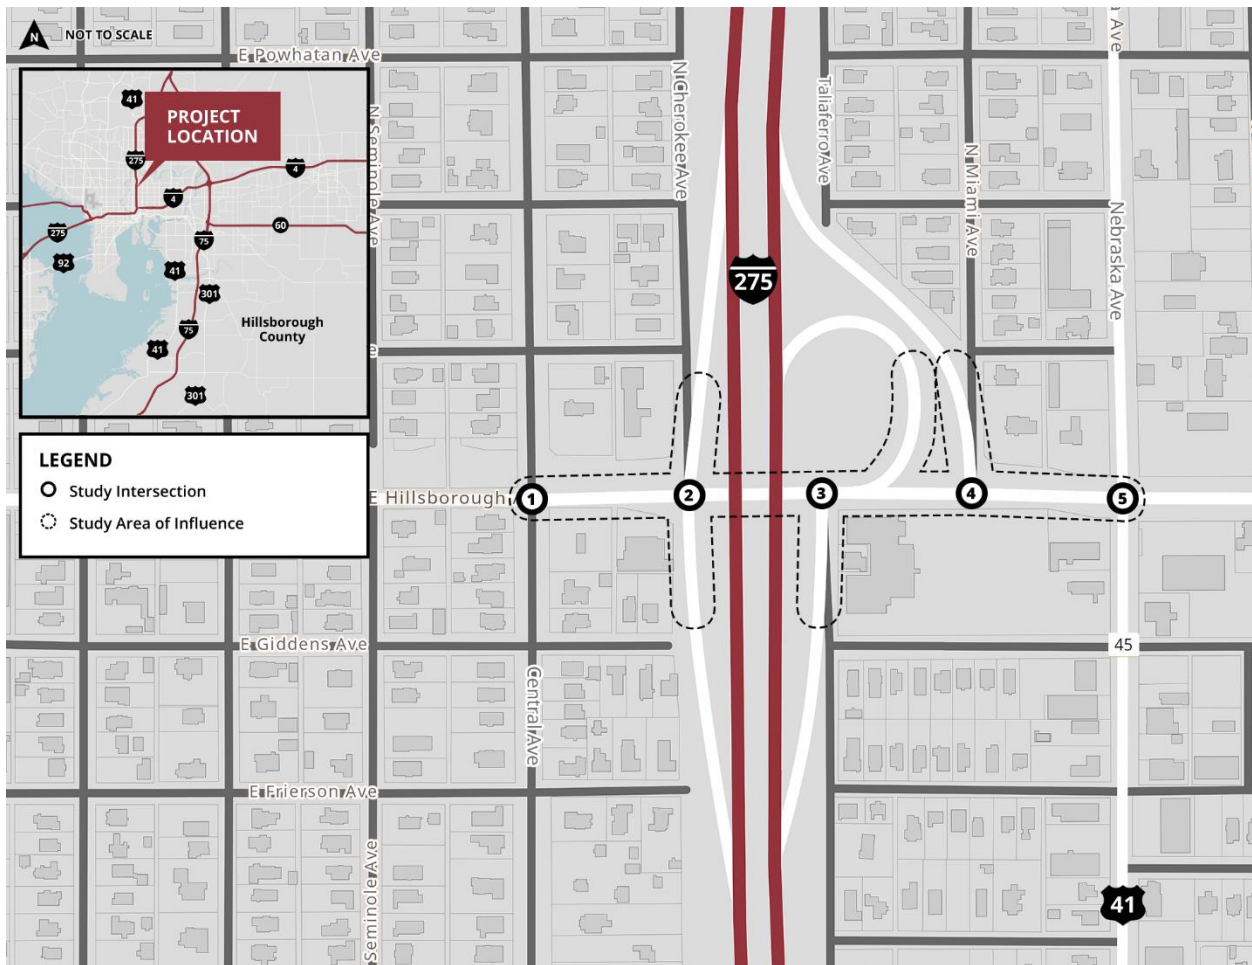 N
NOT TO SCALE
E Powhatan Ave
41
PROJECT
LOCATION
275
4
4
60
275
92
75
41
301
75
Hillsborough
County
41
301
LEGEND
Study Intersection
Study Area of Influence
N Seminole Ave
e
N Cherokee Ave
Taliaferro Ave
N Miami Ave
a Ave
Nebraska Ave
275
E Hillsborough
1
2
3
4
5
E Giddens Ave
45
Central Ave
E Frierson Ave
Seminole Ave
41